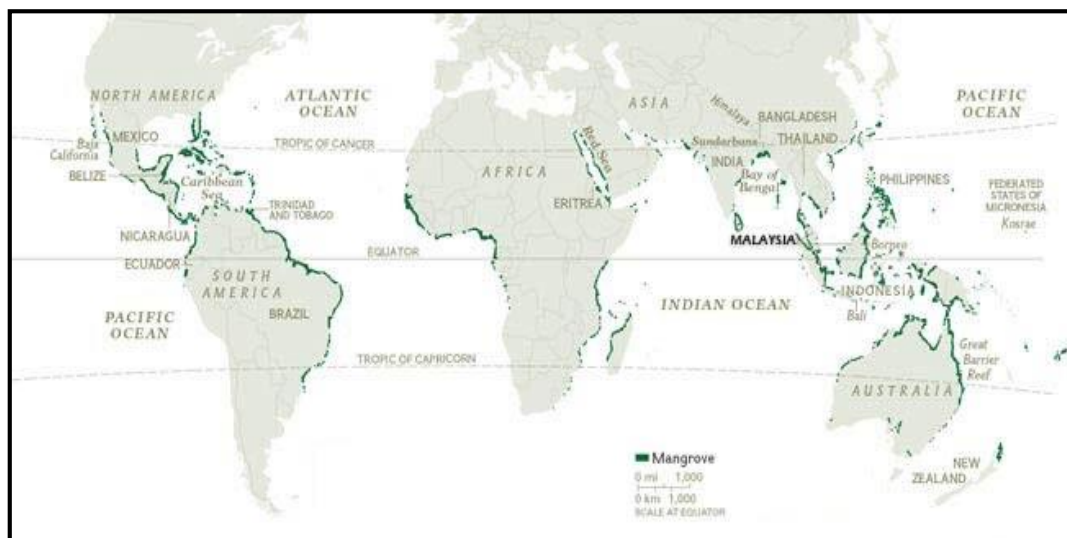 NORTH AMERICA
ATLANTIC
OCEAN
ASIA
Himalaya
BANGLADESH
PACIFIC
OCEAN
MEXICO
Baja
California
TROPIC OF CANCER
Red Sea
Sundarbans
THAILAND
BELIZE
Caribbean
Sea
AFRICA
INDIA
Bay of
Bengal
PHILIPPINES
FEDERATED
STATES OF
MICRONESIA
Kosrae
TRINIDAD
AND TOBAGO
ERITREA
NICARAGUA
MALAYSIA
Borneo
EQUATOR
ECUADOR
SOUTH
AMERICA
INDONESIA
BRAZIL
INDIAN OCEAN
Bali
PACIFIC
OCEAN
TROPIC OF CAPRICORN
Great
Barrier
Reef
AUSTRALIA
Mangrove
0 mi 1,000
0 km 1,000
SCALE AT EQUATOR
NEW
ZEALAND